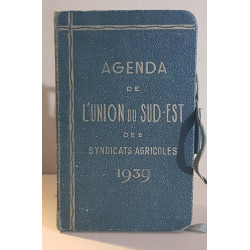 AGENDA
DE
L'UNION DU SUD-EST
DES
SYNDICATS AGRICOLES
1939